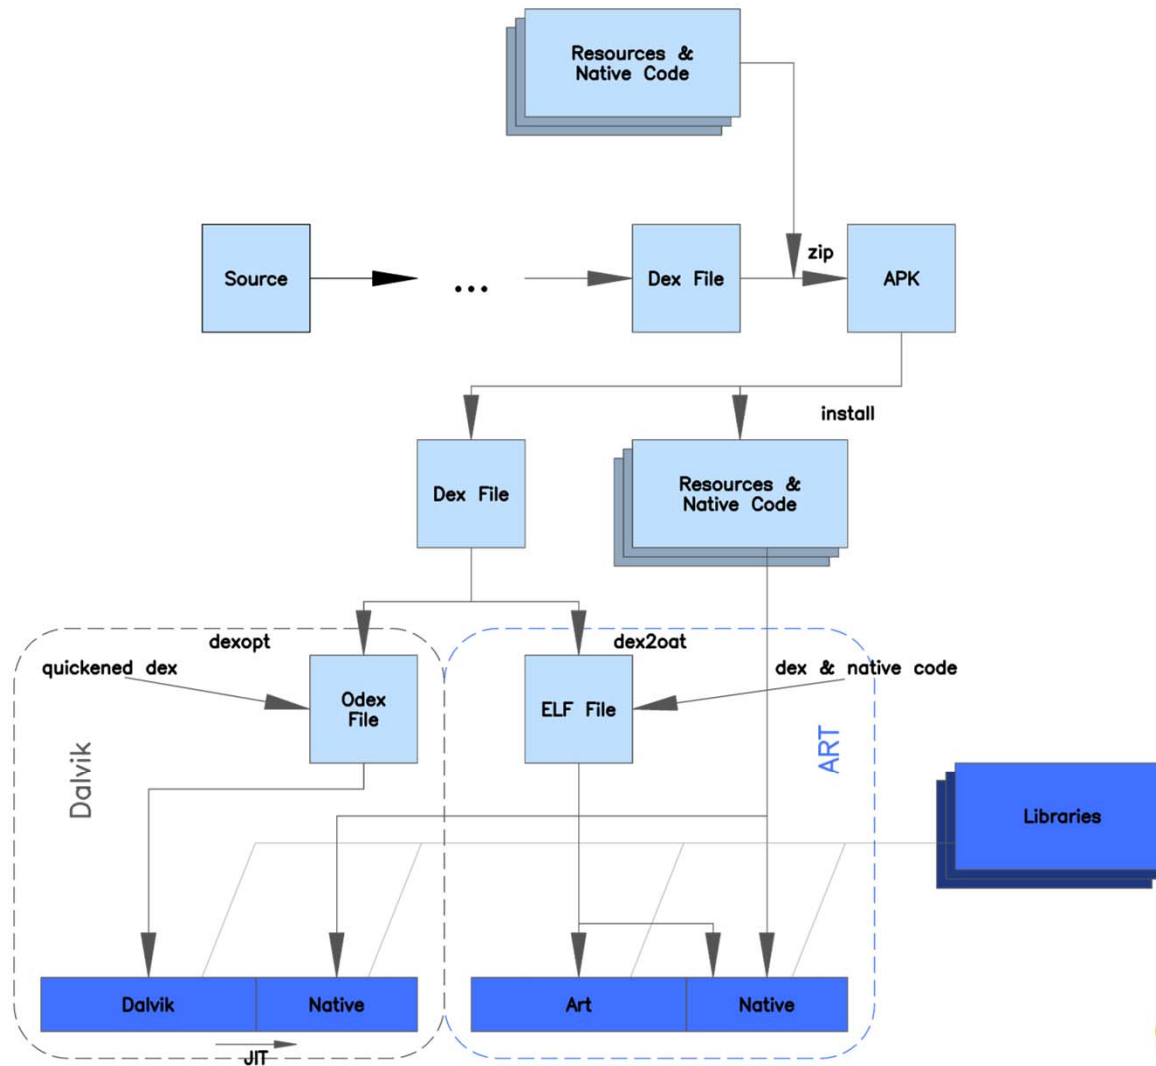 Resources &
Native Code
zip
Source
...
Dex File
APK
install
Dex File
Resources &
Native Code
dexopt
dex2oat
quickened dex
dex & native code
Odex
File
ELF File
Dalvik
ART
Libraries
Dalvik
Native
Art
Native
JIT